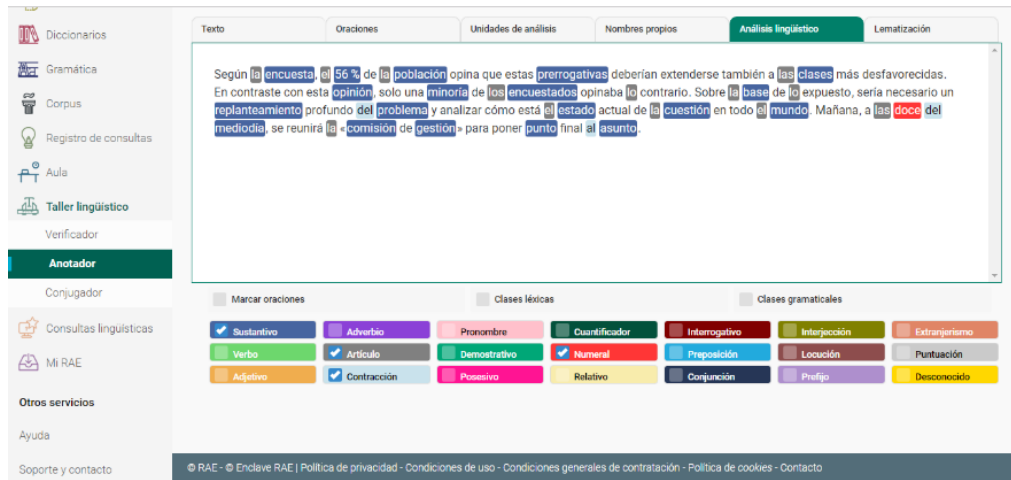 Diccionarios
Gramática
Corpus
Registro de consultas
Aula
Taller lingüístico
Verificador
Anotador
Conjugador
Consultas lingüísticas
Mi RAE
Otros servicios
Ayuda
Soporte y contacto
Texto Oraciones Unidades de análisis Nombres propios Análisis lingüístico Lematización
Según la encuesta, el 56 % de la población opina que estas prerrogativas deberían extenderse también a las clases más desfavorecidas.
En contraste con esta opinión, solo una minoría de los encuestados opinaba lo contrario. Sobre la base de lo expuesto, sería necesario un
replanteamiento profundo del problema y analizar cómo está el estado actual de la cuestión en todo el mundo. Mañana, a las doce del
mediodía, se reunirá la «comisión de gestión» para poner punto final al asunto.
Marcar oraciones Clases léxicas Clases gramaticales
Sustantivo Adverbio Pronombre Cuantificador Interrogativo Interjección Extranjerismo
Verbo Artículo Demostrativo Numeral Preposición Locución Puntuación
Adjetivo Contracción Posesivo Relativo Conjunción Prefijo Desconocido
© RAE - © Enclave RAE | Política de privacidad - Condiciones de uso - Condiciones generales de contratación - Política de cookies - Contacto